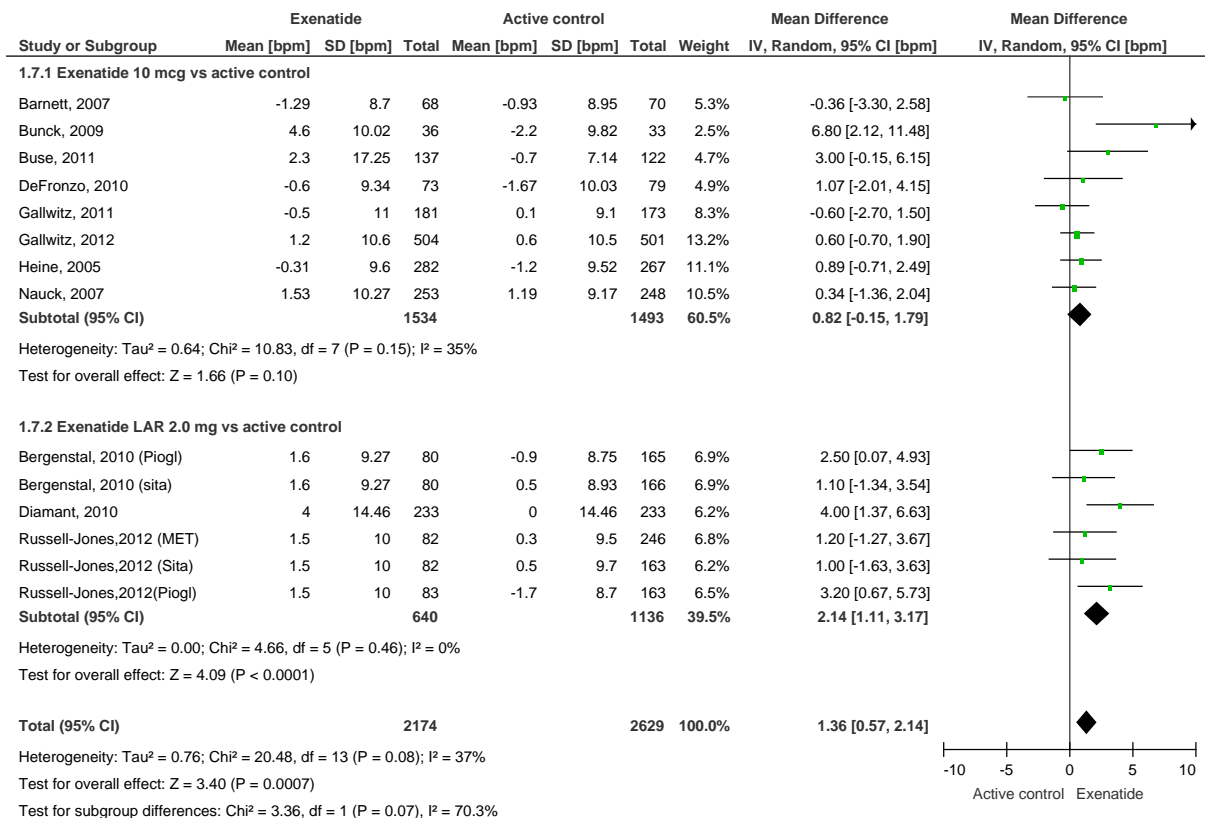 Exenatide Active control Mean Difference Mean Difference
Study or Subgroup Mean [bpm] SD [bpm] Total Mean [bpm] SD [bpm] Total Weight IV, Random, 95% CI [bpm] IV, Random, 95% CI [bpm]
1.7.1 Exenatide 10 mcg vs active control
Barnett, 2007 -1.29 8.7 68 -0.93 8.95 70 5.3% -0.36 [-3.30, 2.58]
Bunck, 2009 4.6 10.02 36 -2.2 9.82 33 2.5% 6.80 [2.12, 11.48]
Buse, 2011 2.3 17.25 137 -0.7 7.14 122 4.7% 3.00 [-0.15, 6.15]
DeFronzo, 2010 -0.6 9.34 73 -1.67 10.03 79 4.9% 1.07 [-2.01, 4.15]
Gallwitz, 2011 -0.5 11 181 0.1 9.1 173 8.3% -0.60 [-2.70, 1.50]
Gallwitz, 2012 1.2 10.6 504 0.6 10.5 501 13.2% 0.60 [-0.70, 1.90]
Heine, 2005 -0.31 9.6 282 -1.2 9.52 267 11.1% 0.89 [-0.71, 2.49]
Nauck, 2007 1.53 10.27 253 1.19 9.17 248 10.5% 0.34 [-1.36, 2.04]
Subtotal (95% CI) 1534 1493 60.5% 0.82 [-0.15, 1.79]
Heterogeneity: Tau² = 0.64; Chi² = 10.83, df = 7 (P = 0.15); I² = 35%
Test for overall effect: Z = 1.66 (P = 0.10)
1.7.2 Exenatide LAR 2.0 mg vs active control
Bergenstal, 2010 (Piogl) 1.6 9.27 80 -0.9 8.75 165 6.9% 2.50 [0.07, 4.93]
Bergenstal, 2010 (sita) 1.6 9.27 80 0.5 8.93 166 6.9% 1.10 [-1.34, 3.54]
Diamant, 2010 4 14.46 233 0 14.46 233 6.2% 4.00 [1.37, 6.63]
Russell-Jones,2012 (MET) 1.5 10 82 0.3 9.5 246 6.8% 1.20 [-1.27, 3.67]
Russell-Jones,2012 (Sita) 1.5 10 82 0.5 9.7 163 6.2% 1.00 [-1.63, 3.63]
Russell-Jones,2012(Piogl) 1.5 10 83 -1.7 8.7 163 6.5% 3.20 [0.67, 5.73]
Subtotal (95% CI) 640 1136 39.5% 2.14 [1.11, 3.17]
Heterogeneity: Tau² = 0.00; Chi² = 4.66, df = 5 (P = 0.46); I² = 0%
Test for overall effect: Z = 4.09 (P < 0.0001)
Total (95% CI) 2174 2629 100.0% 1.36 [0.57, 2.14]
Heterogeneity: Tau² = 0.76; Chi² = 20.48, df = 13 (P = 0.08); I² = 37%
Test for overall effect: Z = 3.40 (P = 0.0007)
Test for subgroup differences: Chi² = 3.36, df = 1 (P = 0.07), I² = 70.3%
-10 -5 0 5 10
Active control Exenatide